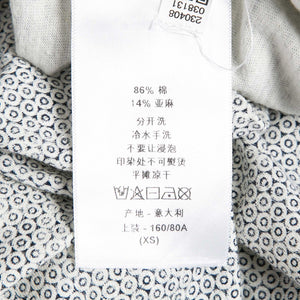 230408
038131
86% 棉
14% 亚麻
分开洗
冷水手洗
不要让浸泡
印染处不可熨烫
平摊凉干
产地 - 意大利
上装 - 160/80A
(XS)